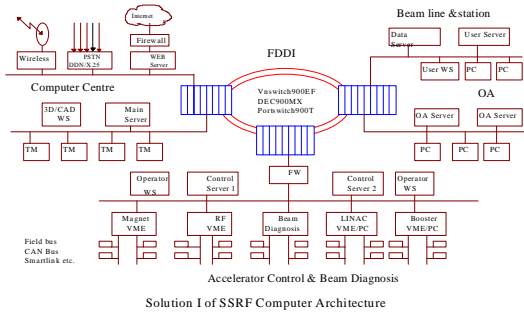 Internet
Firewall
Wireless
PSTN
DDN/X.25
WEB
Server
Computer Centre
3D/CAD
WS
Main
Server
TM
TM
TM
TM
FDDI
Vnswitch900EF
DEC900MX
Pornswitch900T
Beam line &station
Data
Server
User Server
User WS
PC
PC
OA
OA Server
OA Server
PC
PC
PC
FW
Operator
WS
Control
Server 1
Control
Server 2
Operator
WS
Magnet
VME
RF
VME
Beam
Diagnosis
LINAC
VME/PC
Booster
VME/PC
Field bus
CAN Bus
Smartlink etc.
Accelerator Control & Beam Diagnosis
Solution I of SSRF Computer Architecture